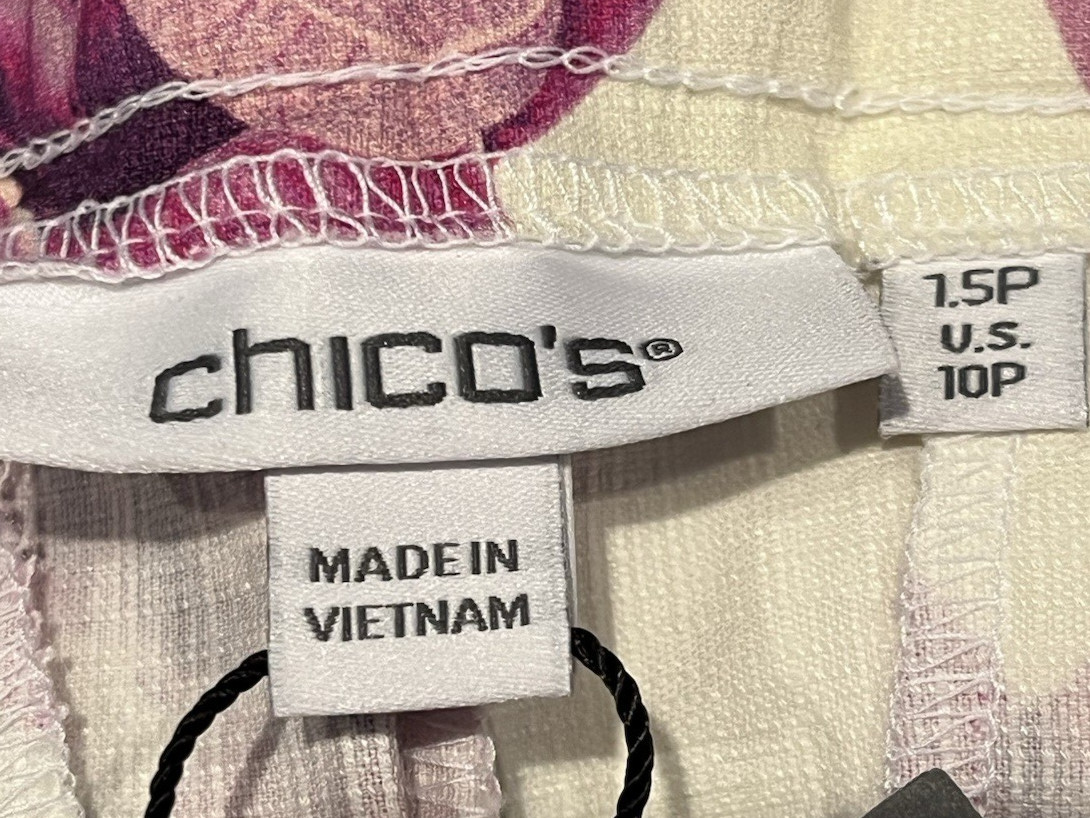 chico's®
1.5P
U.S.
10P
MADE IN
VIETNAM